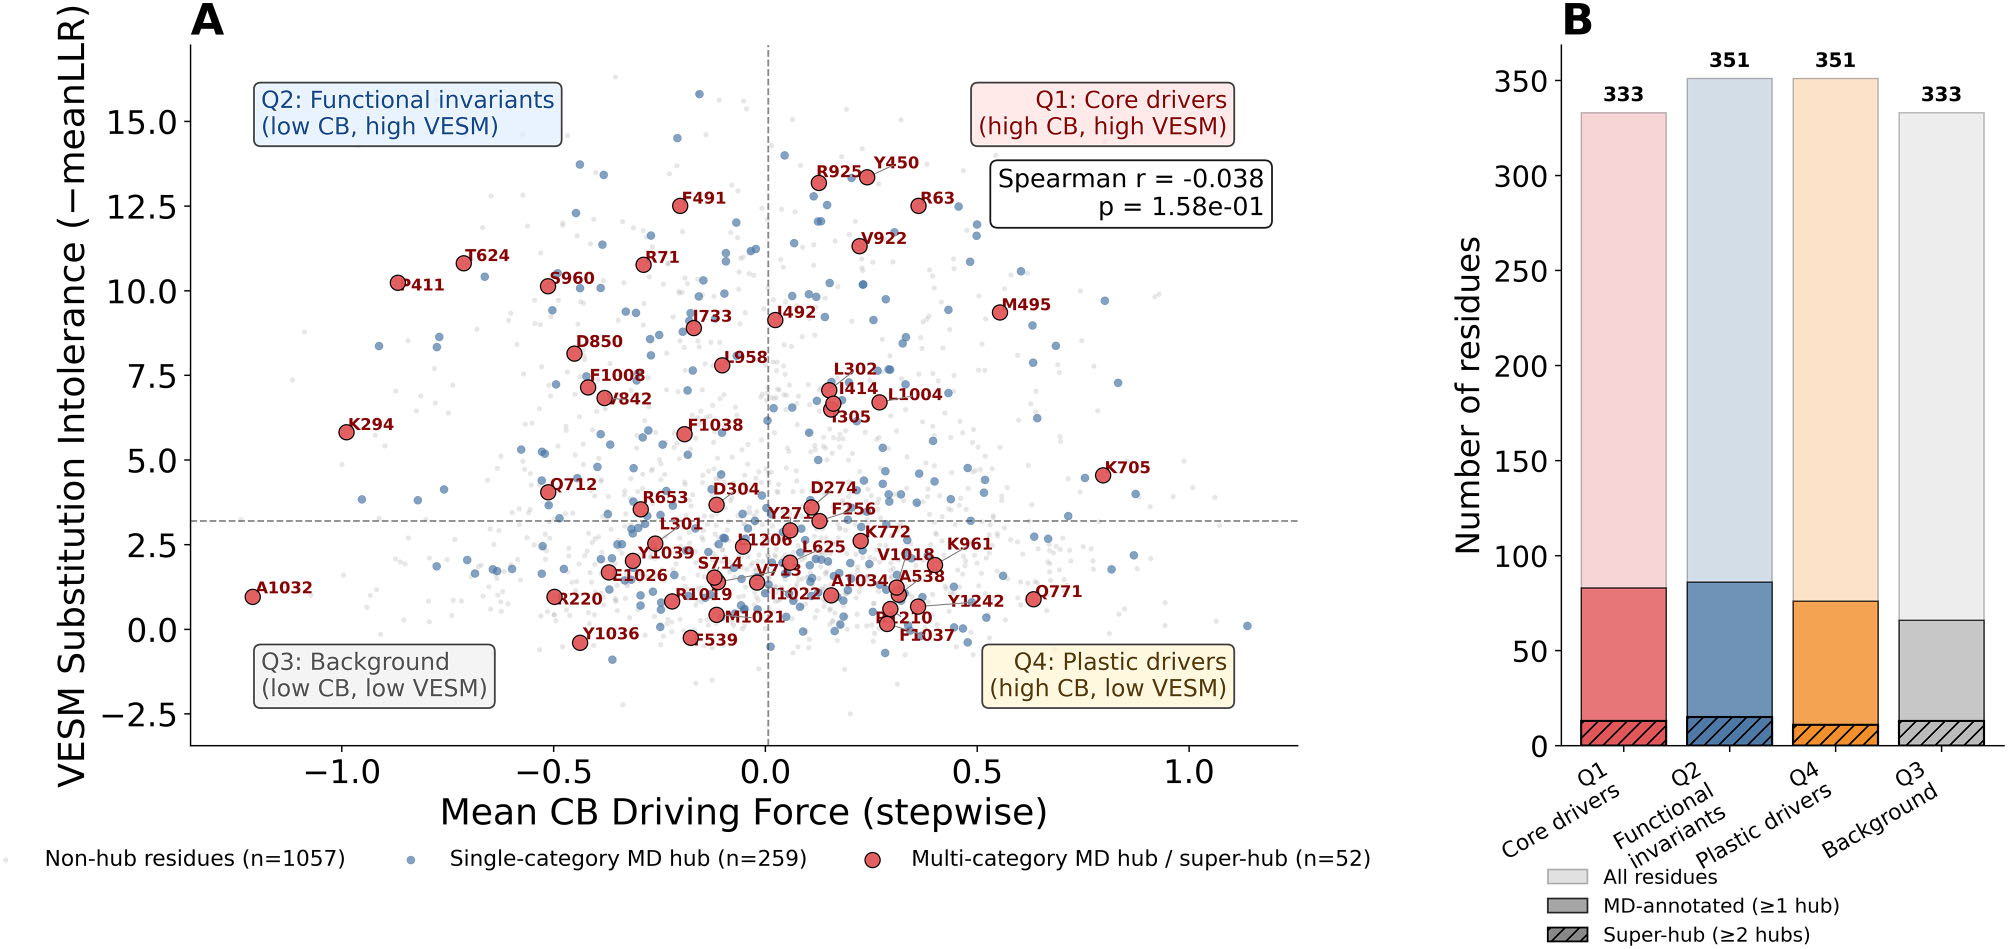 A
VESM Substitution Intolerance (−meanLLR)
15.0
12.5
10.0
7.5
5.0
2.5
0.0
−2.5
Q2: Functional invariants
(low CB, high VESM)
Q1: Core drivers
(high CB, high VESM)
Spearman r = -0.038
p = 1.58e-01
Q3: Background
(low CB, low VESM)
Q4: Plastic drivers
(high CB, low VESM)
R925
Y450
F491
R63
V922
T624
R71
P411
S960
M495
I733
I492
D850
L958
F1008
L302
V842
I414
L1004
I305
K294
F1038
K705
Q712
D304
D274
R653
Y271
F256
L301
K772
L1206
L625
V1018
K961
Y1039
S714
V713
E1026
A1034
A538
A1032
R220
R1019
I1022
Q771
Y1242
M1021
F1037
Y1036
F539
−1.0
−0.5
0.0
0.5
1.0
Mean CB Driving Force (stepwise)
Non-hub residues (n=1057)
Single-category MD hub (n=259)
Multi-category MD hub / super-hub (n=52)
B
Number of residues
350
300
250
200
150
100
50
0
333
351
351
333
Q1
Core drivers
Q2
Functional
invariants
Q4
Plastic drivers
Q3
Background
All residues
MD-annotated (≥1 hub)
Super-hub (≥2 hubs)